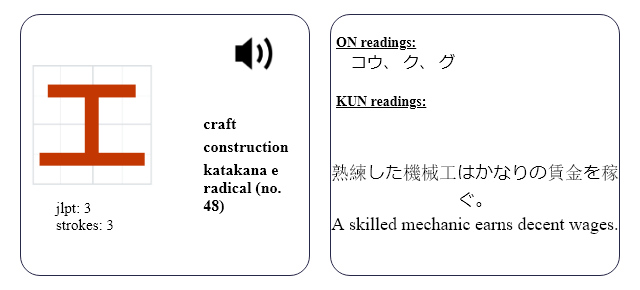 工
craft
construction
katakana e
radical (no.
48)
jlpt: 3
strokes: 3
ON readings:
コウ、 ク、 グ
KUN readings:
熟練した機械工はかなりの賃金を稼
ぐ。
A skilled mechanic earns decent wages.